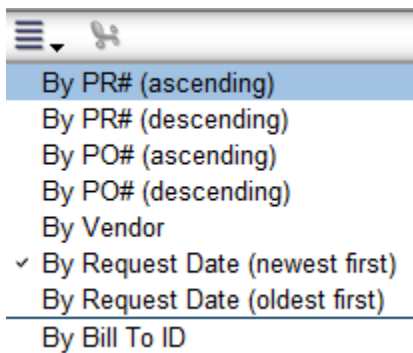 By PR# (ascending)
By PR# (descending)
By PO# (ascending)
By PO# (descending)
By Vendor
By Request Date (newest first)
By Request Date (oldest first)
By Bill To ID